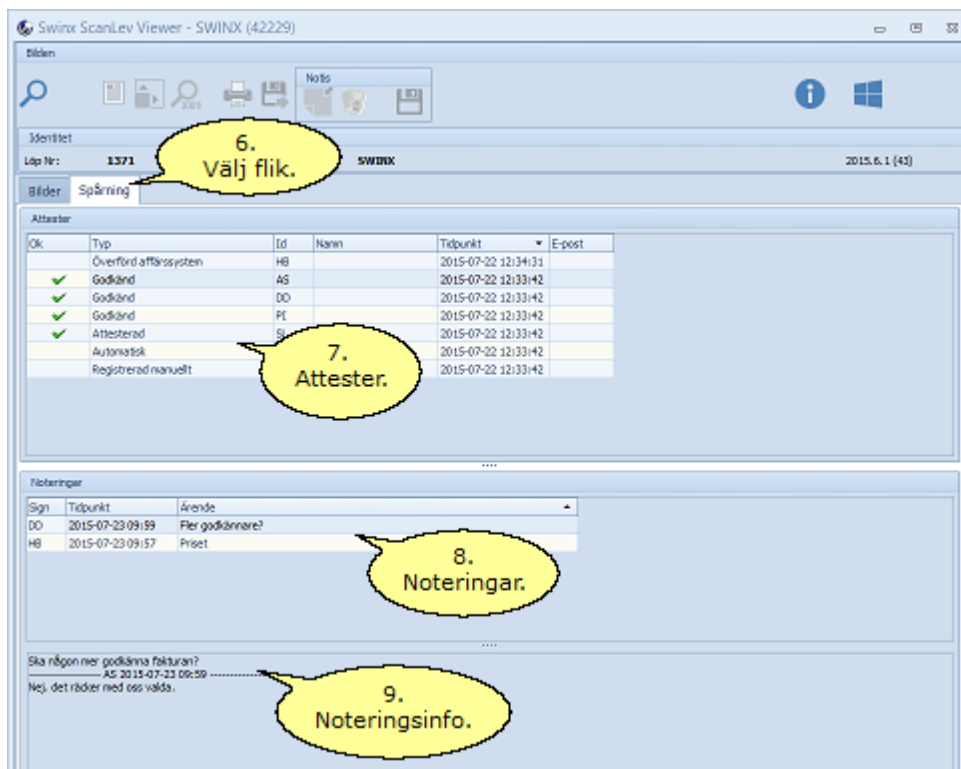 Swinx ScanLev Viewer - SWINX (42229)
Bilden
Notis
Identitet
Löp Nr: 1371 SWINX 2015.6.1 (43)
6.
Välj flik.
Bilder Spårning
Attester
Ok Typ Id Namn Tidpunkt E-post
Överförd affärssystem HB 2015-07-22 12:34:31
Godkänd AS 2015-07-22 12:33:42
Godkänd DD 2015-07-22 12:33:42
Godkänd PI 2015-07-22 12:33:42
Attesterad 2015-07-22 12:33:42
Automatisk 2015-07-22 12:33:42
Registrerad manuellt 2015-07-22 12:33:42
7.
Attester.
Noteringar
Sign Tidpunkt Ärende
DD 2015-07-23 09:59 Fler godkännare?
HB 2015-07-23 09:57 Priset
8.
Noteringar.
Ska någon mer godkänna fakturan?
---------------- AS 2015-07-23 09:59 ----------------
Nej, det räcker med oss valda.
9.
Noteringsinfo.